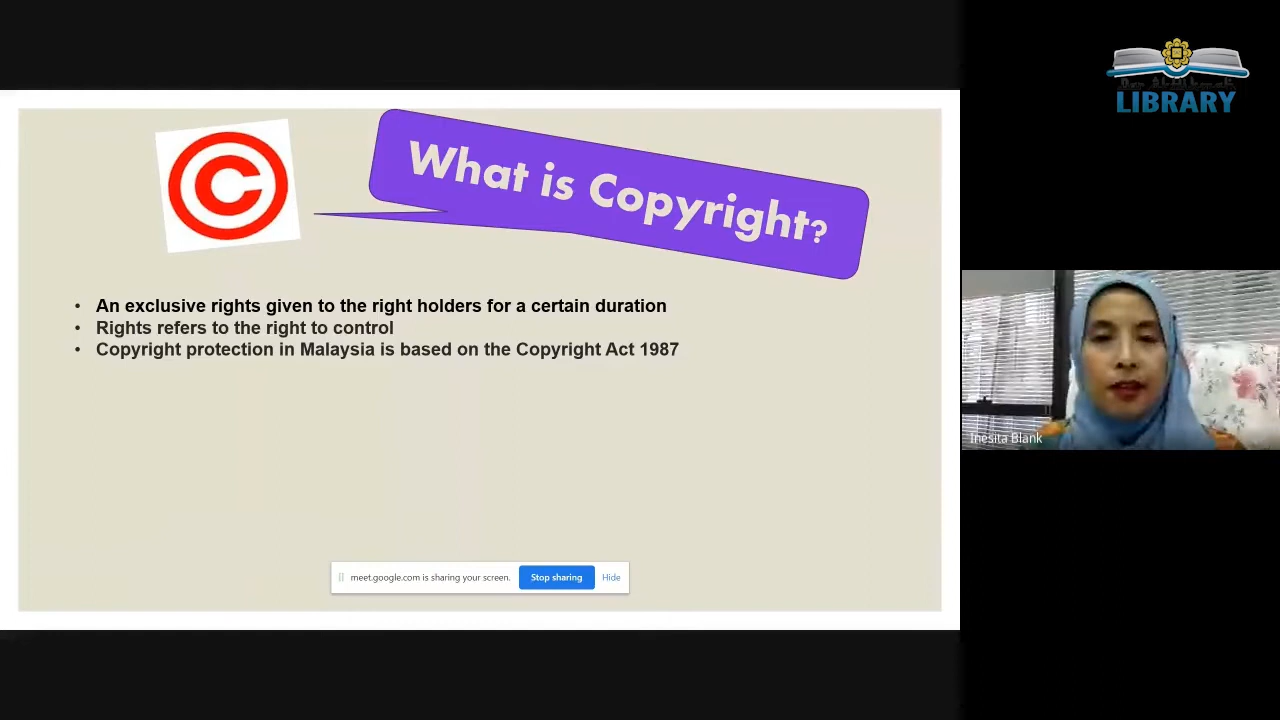 LIBRARY
What is Copyright?
• An exclusive rights given to the right holders for a certain duration
• Rights refers to the right to control
• Copyright protection in Malaysia is based on the Copyright Act 1987
Inesita Blank
meet.google.com is sharing your screen.
Stop sharing
Hide